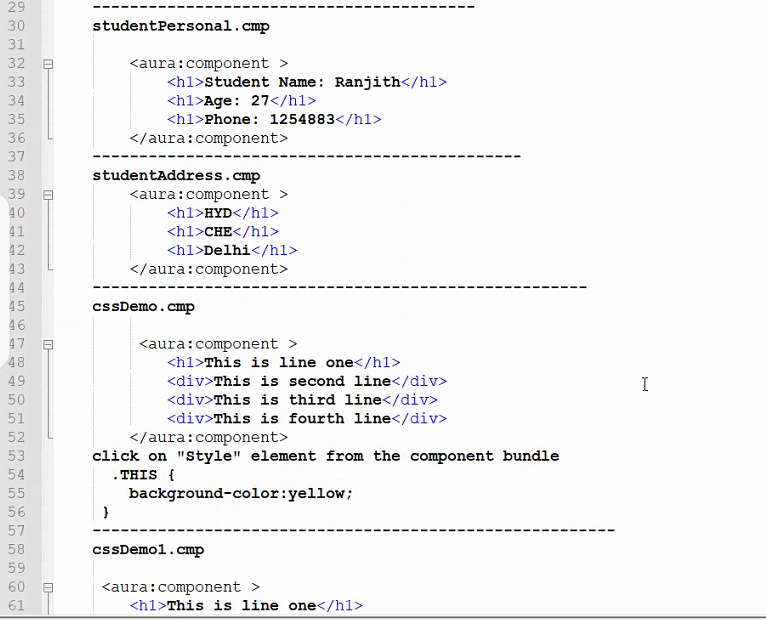 29 -----------------------------------------
30 studentPersonal.cmp
31
32 <aura:component >
33 <h1>Student Name: Ranjith</h1>
34 <h1>Age: 27</h1>
35 <h1>Phone: 1254883</h1>
36 </aura:component>
37 ----------------------------------------------
38 studentAddress.cmp
39 <aura:component >
40 <h1>HYD</h1>
41 <h1>CHE</h1>
42 <h1>Delhi</h1>
43 </aura:component>
44 -----------------------------------------------------
45 cssDemo.cmp
46
47 <aura:component >
48 <h1>This is line one</h1>
49 <div>This is second line</div>
50 <div>This is third line</div>
51 <div>This is fourth line</div>
52 </aura:component>
53 click on "Style" element from the component bundle
54 .THIS {
55 background-color:yellow;
56 }
57 --------------------------------------------------------
58 cssDemo1.cmp
59
60 <aura:component >
61 <h1>This is line one</h1>